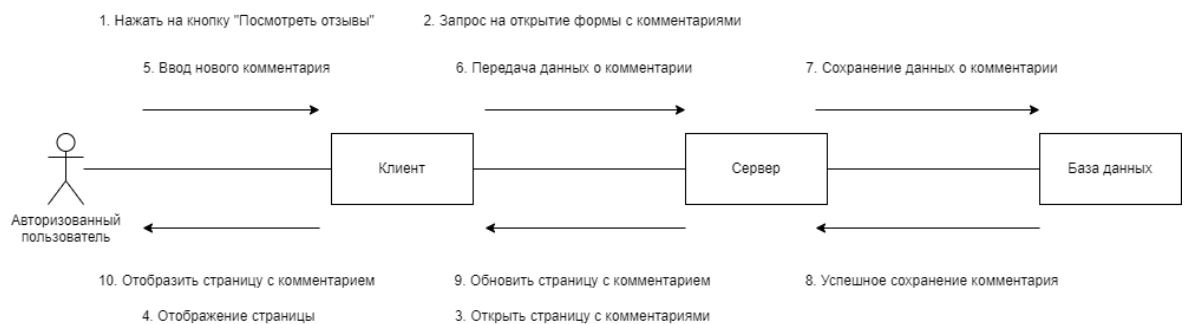 1. Нажать на кнопку "Посмотреть отзывы"
2. Запрос на открытие формы с комментариями
5. Ввод нового комментария
6. Передача данных о комментарии
7. Сохранение данных о комментарии
Клиент
Сервер
База данных
Авторизованный
пользователь
10. Отобразить страницу с комментарием
9. Обновить страницу с комментарием
8. Успешное сохранение комментария
4. Отображение страницы
3. Открыть страницу с комментариями